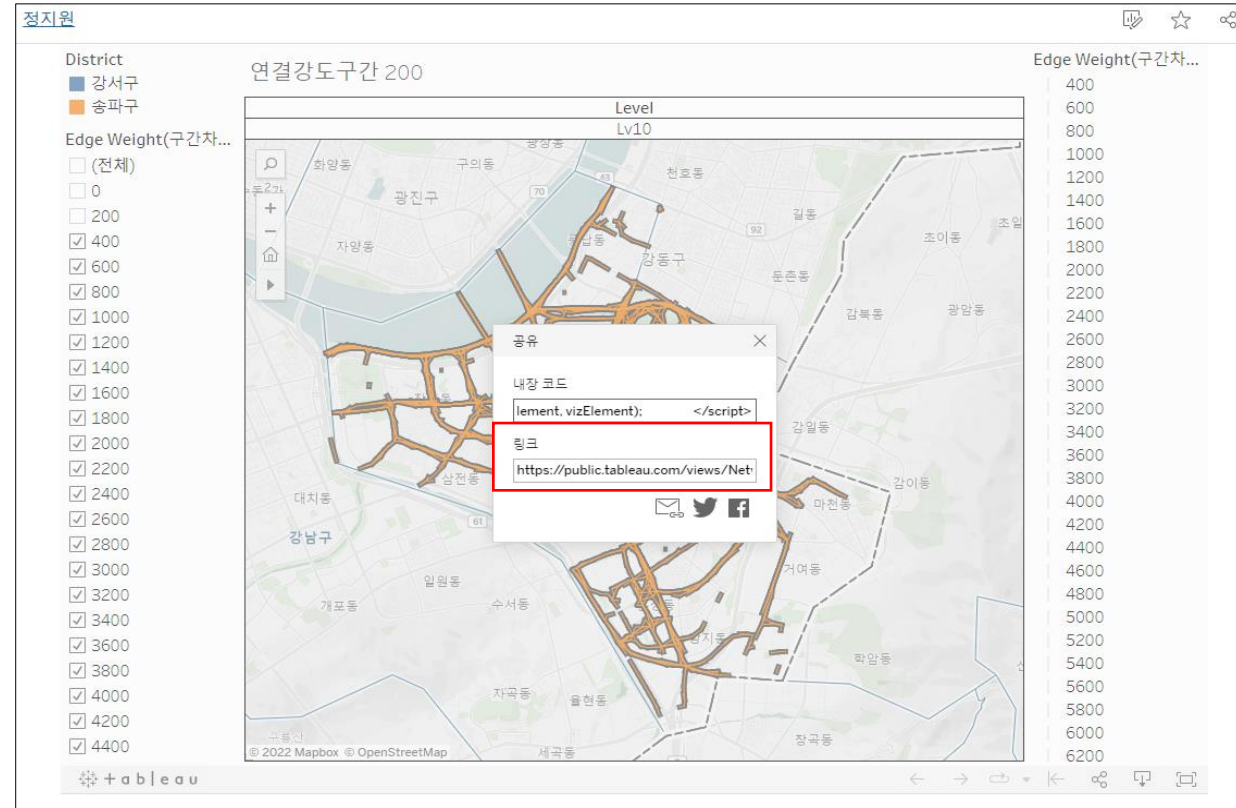 정지원
District
강서구
송파구
Edge Weight(구간차...
(전체)
0
200
400
600
800
1000
1200
1400
1600
1800
2000
2200
2400
2600
2800
3000
3200
3400
3600
3800
4000
4200
4400
연결강도구간 200
Level
Lv10
화양동
구의동
광진구
자양동
천호동
길동
강동구
둔촌동
초이동
감북동
광암동
감일동
감이동
삼전동
대치동
강남구
마천동
거여동
일원동
개포동
수서동
학암동
자곡동
율현동
장곡동
세곡동
70
92
61
공유
내장 코드
lement, vizElement); </script>
링크
https://public.tableau.com/views/Net
© 2022 Mapbox © OpenStreetMap
Edge Weight(구간차...
400
600
800
1000
1200
1400
1600
1800
2000
2200
2400
2600
2800
3000
3200
3400
3600
3800
4000
4200
4400
4600
4800
5000
5200
5400
5600
5800
6000
6200
+ableau